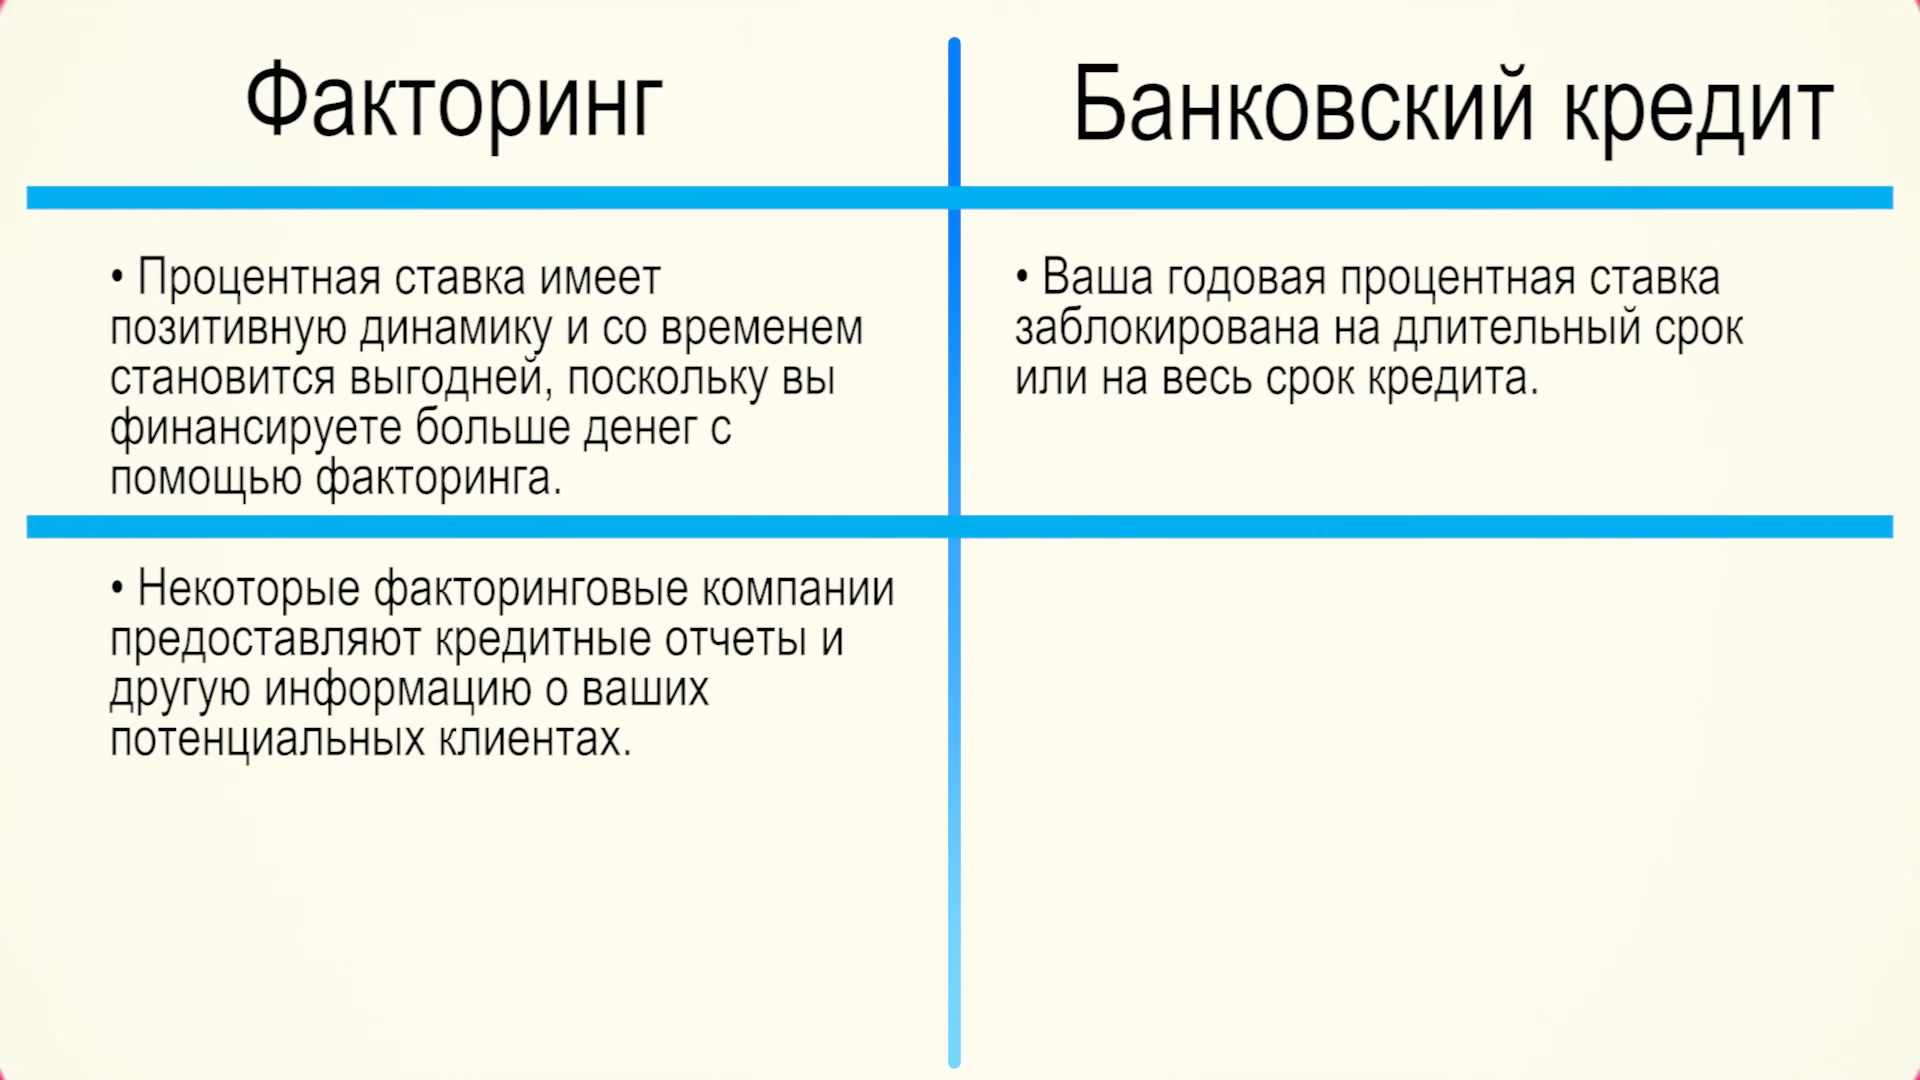 Факторинг
Банковский кредит
• Процентная ставка имеет
позитивную динамику и со временем
становится выгодней, поскольку вы
финансируете больше денег с
помощью факторинга.
• Ваша годовая процентная ставка
заблокирована на длительный срок
или на весь срок кредита.
• Некоторые факторинговые компании
предоставляют кредитные отчеты и
другую информацию о ваших
потенциальных клиентах.